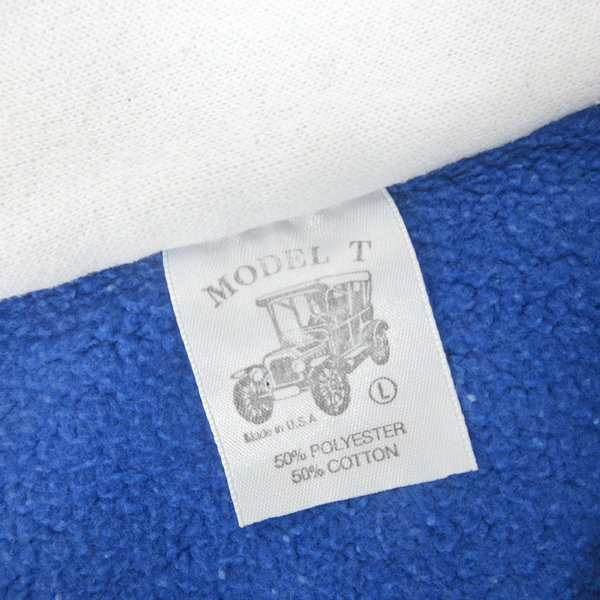 MODEL T
L
Made in U.S.A
50% POLYESTER
50% COTTON